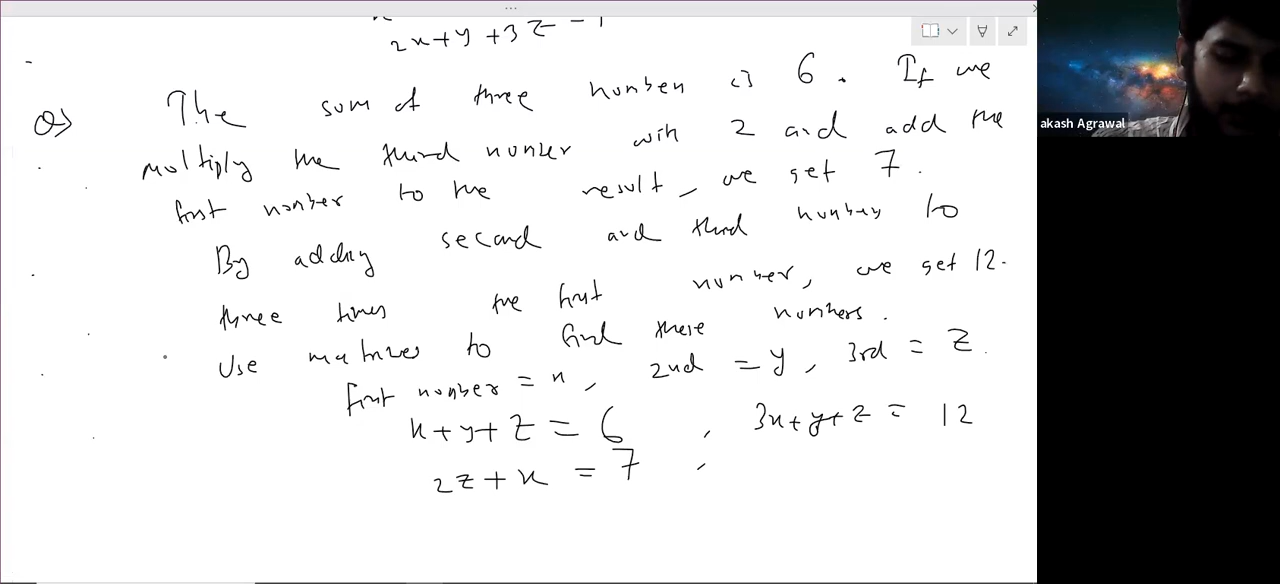 2x+y+3z=1
Q> The sum of three number is 6. If we
multiply the third number with 2 and add the
first number to the result, we get 7.
By adding second and third number to
three times the first number, we get 12.
Use matrices to find these numbers.
first number = x, 2nd = y, 3rd = z.
x+y+z = 6 , 3x+y+z = 12
2z+x = 7 ,
akash Agrawal